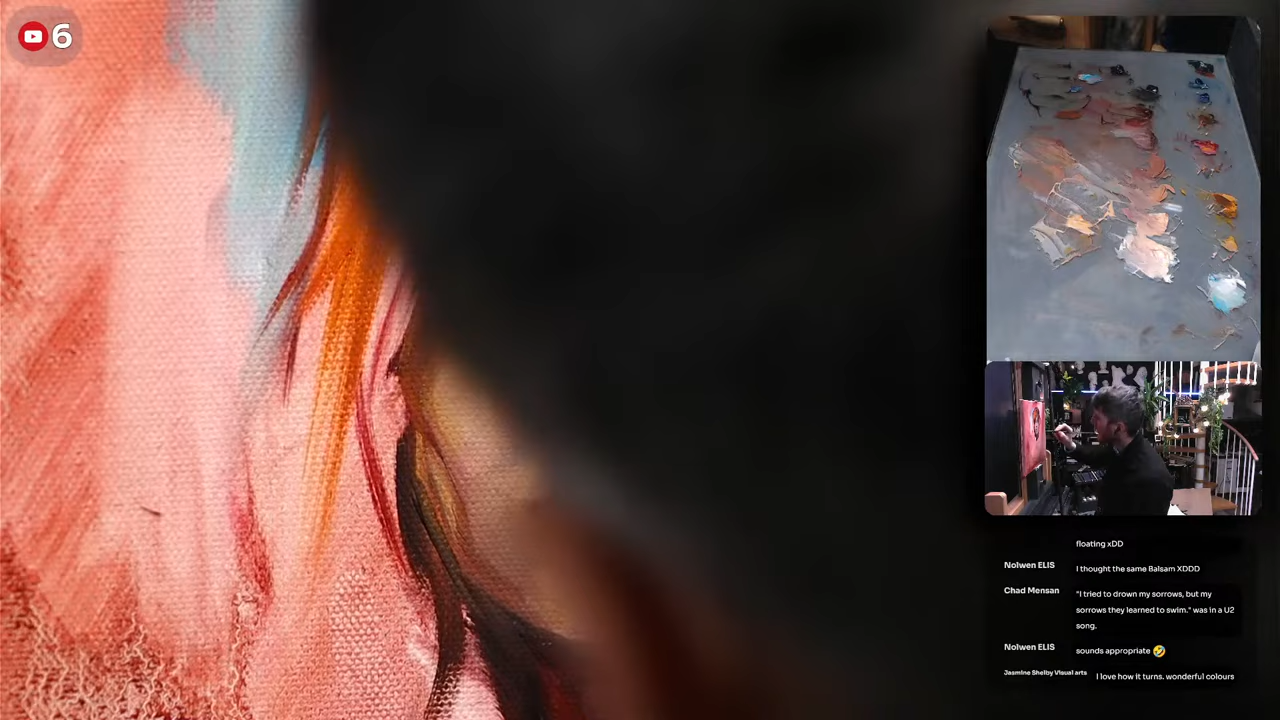 6
floating xDD
Nolwen ELIS
I thought the same Balsam XDDD
Chad Mensan
"I tried to drown my sorrows, but my
sorrows they learned to swim." was in a U2
song.
Nolwen ELIS
sounds appropriate 🤣
Jasmine Shelby Visual arts
I love how it turns. wonderful colours